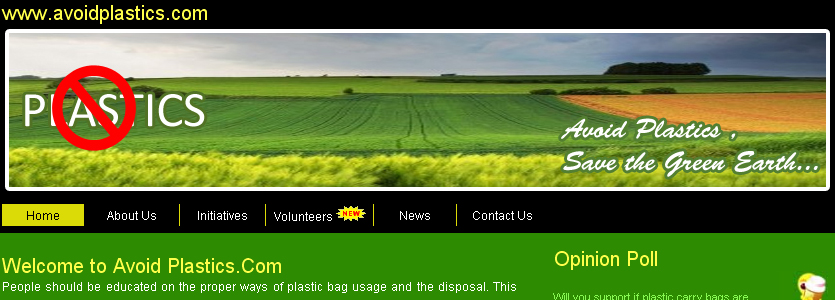 www.avoidplastics.com
PLASTICS
Avoid Plastics ,
Save the Green Earth...
Home About Us Initiatives Volunteers NEW News Contact Us
Welcome to Avoid Plastics.Com
People should be educated on the proper ways of plastic bag usage and the disposal. This
Opinion Poll
Will you support if plastic carry bags are